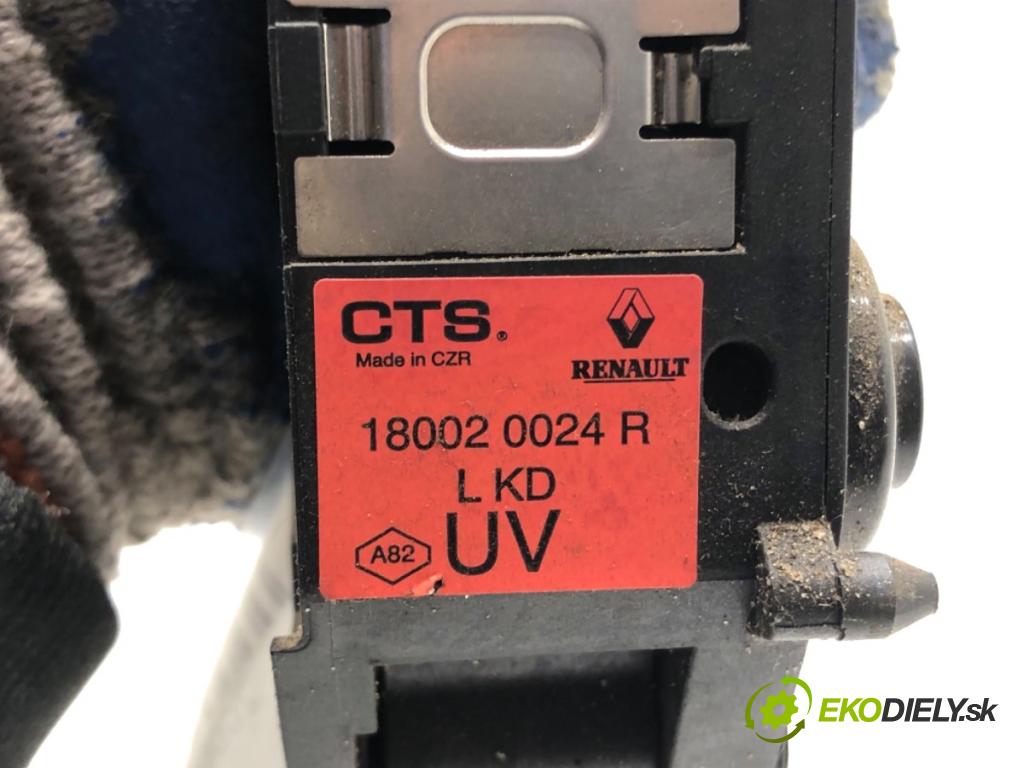 CTS®
Made in CZR
RENAULT
18002 0024 R
L KD
A82
UV
EKODIELY.sk